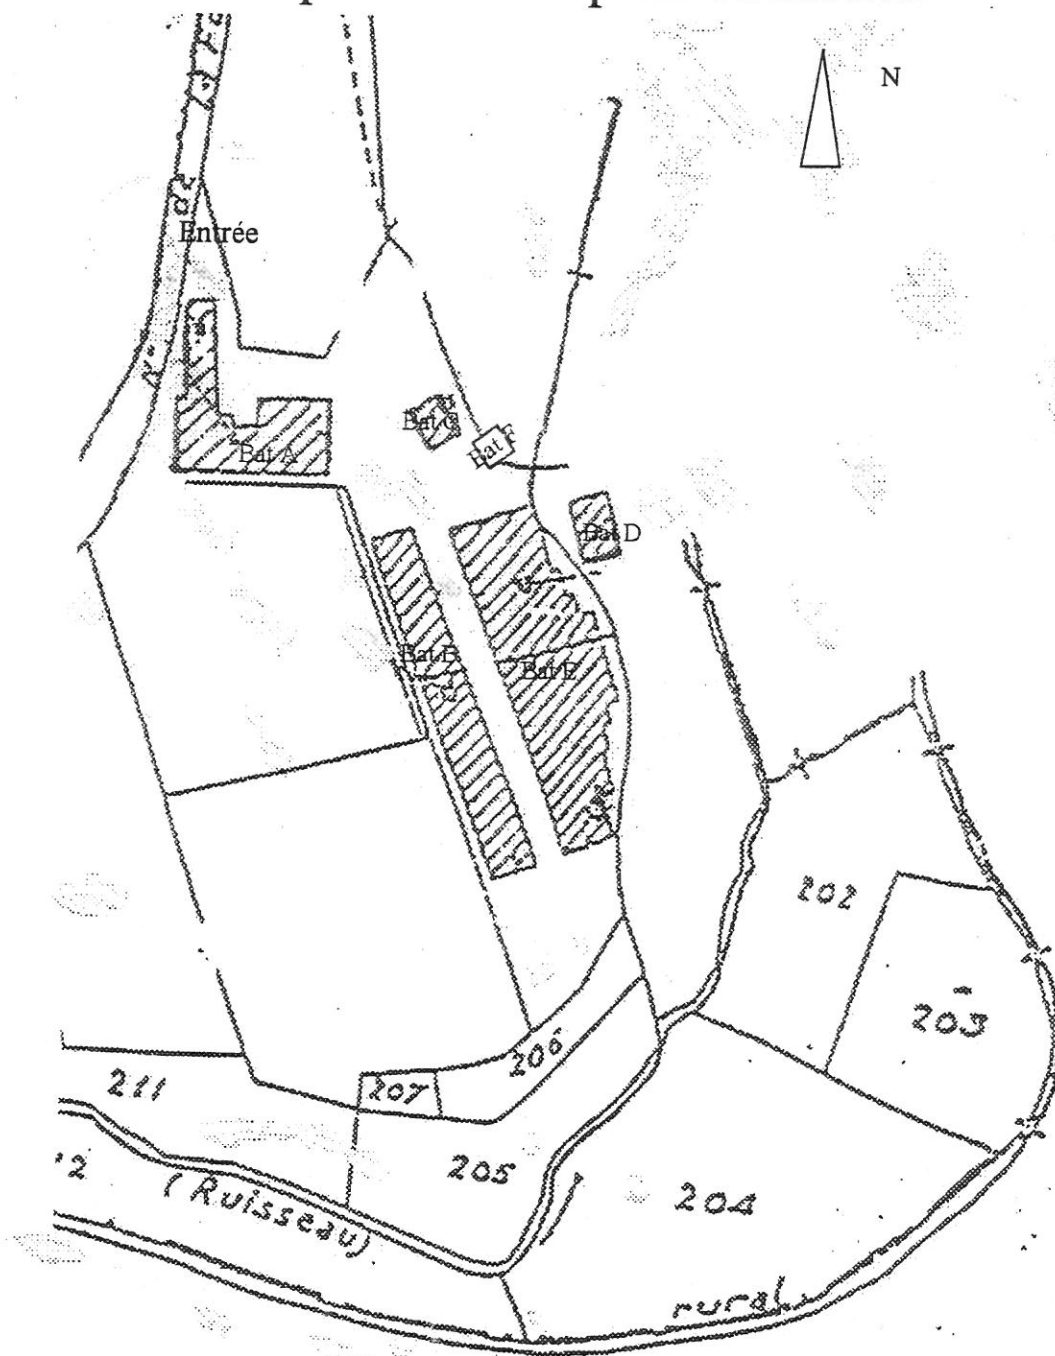 N
Entrée
N°
Bat C
Bat F
Bat A
Bat D
Bat B
Bat E
202
203
206
211
207
205
204
(Ruisseau)
rural